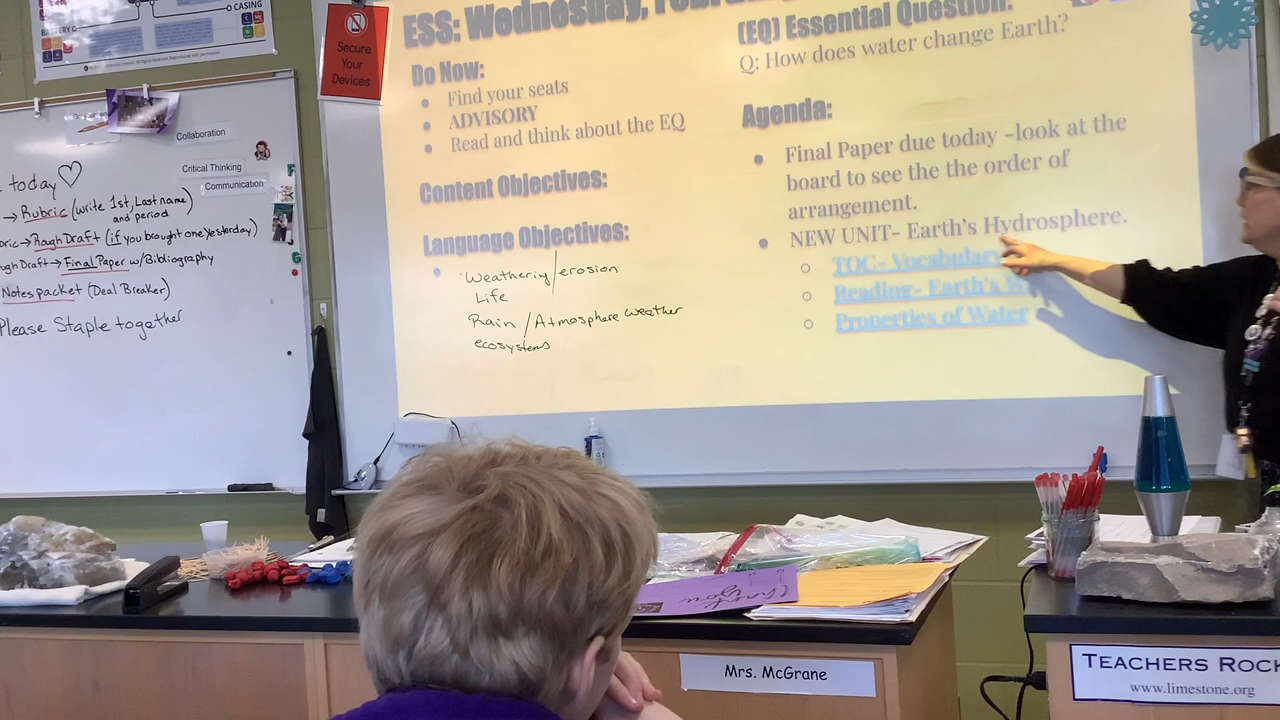 CASING
BATTERY
Secure
Your
Devices
Collaboration
Critical Thinking
Communication
today
→ Rubric (write 1st, Last name
and period)
→ Rough Draft (if you brought one yesterday)
Draft → Final Paper w/Bibliography
Notes packet (Deal Breaker)
Please Staple together
ESS: Wednesday,
Do Now:
• Find your seats
• ADVISORY
• Read and think about the EQ
Content Objectives:
Language Objectives:
• Weathering/erosion
Life
Rain / Atmosphere weather
ecosystems
(EQ) Essential Question:
Q: How does water change Earth?
Agenda:
• Final Paper due today -look at the
board to see the the order of
arrangement.
• NEW UNIT- Earth's Hydrosphere.
○ TOC- Vocabulary
○ Reading- Earth's
○ Properties of Water
Mrs. McGrane
TEACHERS ROCK
www.limestone.org